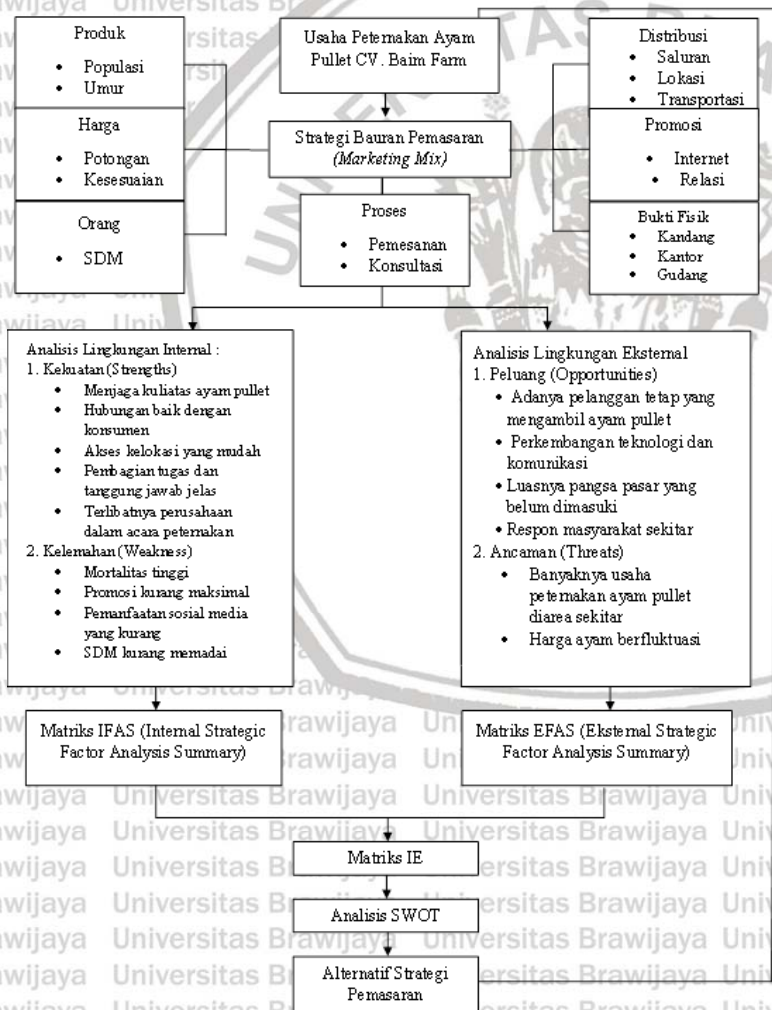 Usaha Peternakan Ayam
Pullet CV. Baim Farm
Produk
• Populasi
• Umur
Harga
• Potongan
• Kesesuaian
Orang
• SDM
Strategi Bauran Pemasaran
(Marketing Mix)
Proses
• Pemesanan
• Konsultasi
Distribusi
• Saluran
• Lokasi
• Transportasi
Promosi
• Internet
• Relasi
Bukti Fisik
• Kandang
• Kantor
• Gudang
Analisis Lingkungan Internal :
1. Kekuatan (Strengths)
• Menjaga kuliatas ayam pullet
• Hubungan baik dengan
konsumen
• Akses kelokasi yang mudah
• Pembagian tugas dan
tanggung jawab jelas
• Terlibatnya perusahaan
dalam acara peternakan
2. Kelemahan (Weakness)
• Mortalitas tinggi
• Promosi kurang maksimal
• Pemanfaatan sosial media
yang kurang
• SDM kurang memadai
Analisis Lingkungan Eksternal
1. Peluang (Opportunities)
• Adanya pelanggan tetap yang
mengambil ayam pullet
• Perkembangan teknologi dan
komunikasi
• Luasnya pangsa pasar yang
belum dimasuki
• Respon masyarakat sekitar
2. Ancaman (Threats)
• Banyaknya usaha
peternakan ayam pullet
diarea sekitar
• Harga ayam berfluktuasi
Matriks IFAS (Internal Strategic
Factor Analysis Summary)
Matriks EFAS (Eksternal Strategic
Factor Analysis Summary)
Matriks IE
Analisis SWOT
Alternatif Strategi
Pemasaran